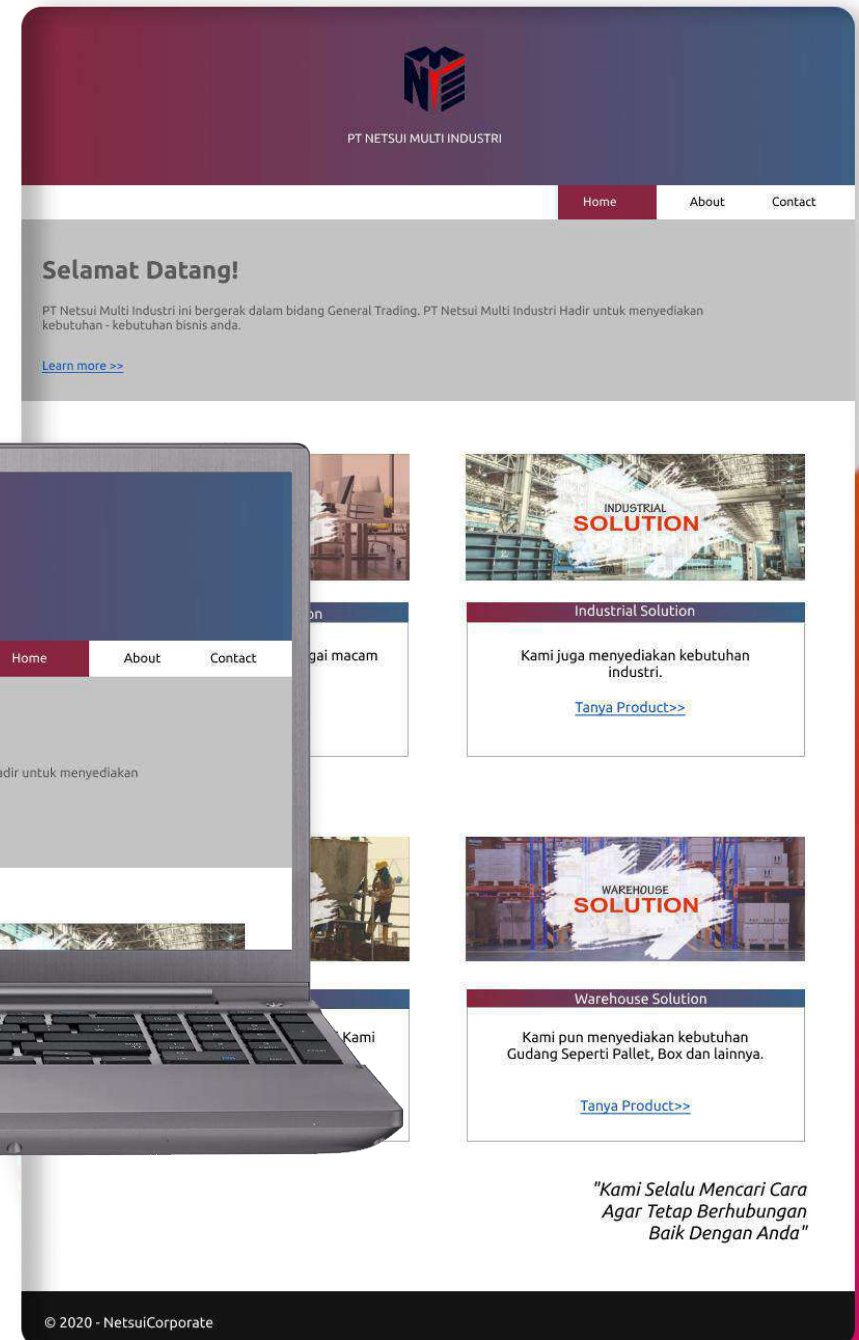 PT NETSUI MULTI INDUSTRI
Home About Contact
Selamat Datang!
PT Netsui Multi Industri ini bergerak dalam bidang General Trading. PT Netsui Multi Industri Hadir untuk menyediakan
kebutuhan - kebutuhan bisnis anda.
Learn more >>
INDUSTRIAL
SOLUTION
Industrial Solution
gai macam
Kami juga menyediakan kebutuhan
industri.
Tanya Product>>
Home About Contact
adir untuk menyediakan
WAREHOUSE
SOLUTION
Warehouse Solution
Kami
Kami pun menyediakan kebutuhan
Gudang Seperti Pallet, Box dan lainnya.
Tanya Product>>
"Kami Selalu Mencari Cara
Agar Tetap Berhubungan
Baik Dengan Anda"
© 2020 - NetsuiCorporate